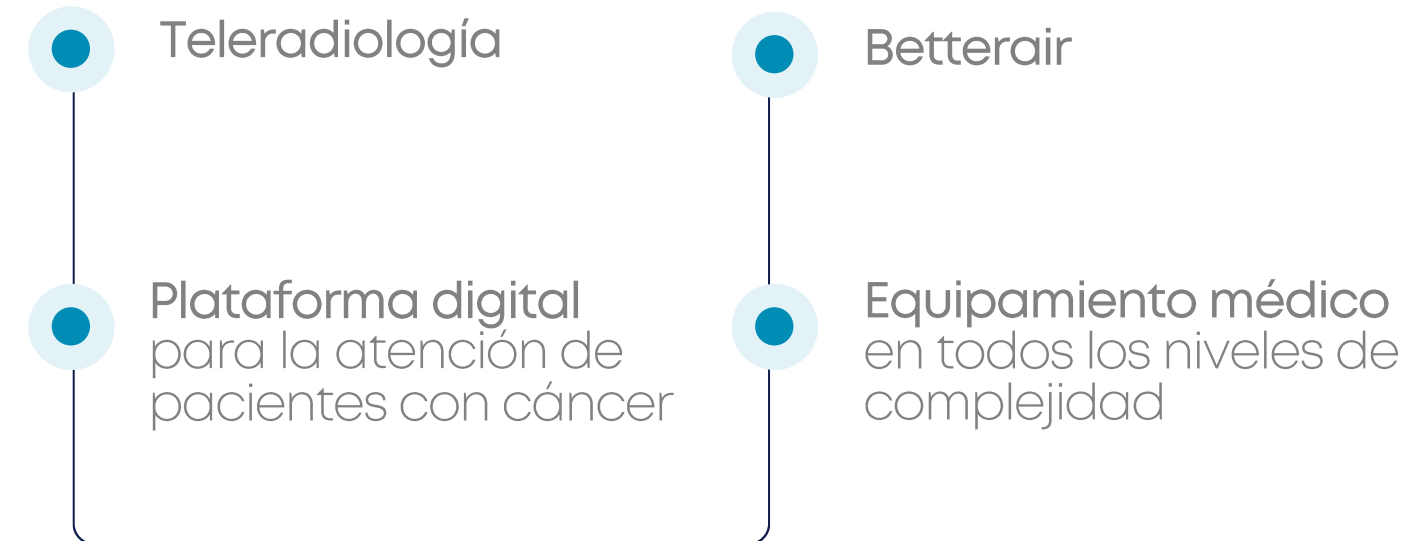 Teleradiología
Plataforma digital
para la atención de
pacientes con cáncer
Betterair
Equipamiento médico
en todos los niveles de
complejidad